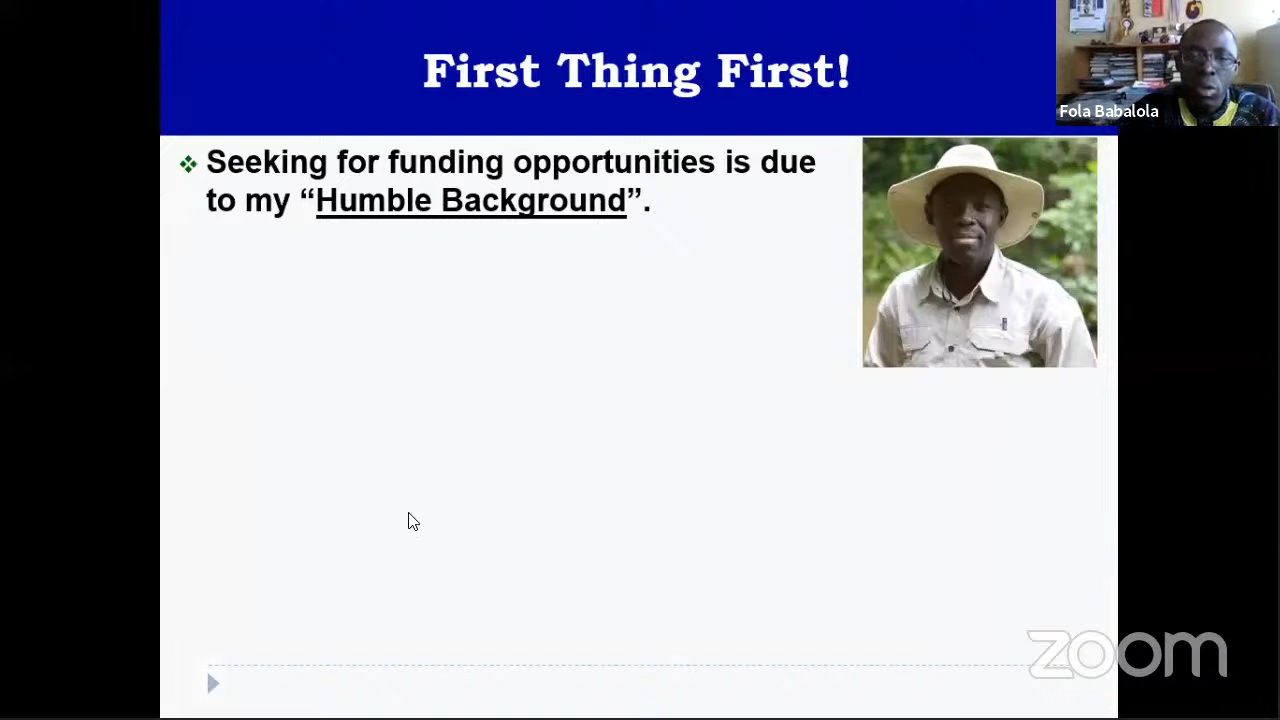 First Thing First!
Fola Babalola
Seeking for funding opportunities is due
to my “Humble Background”.
zoom